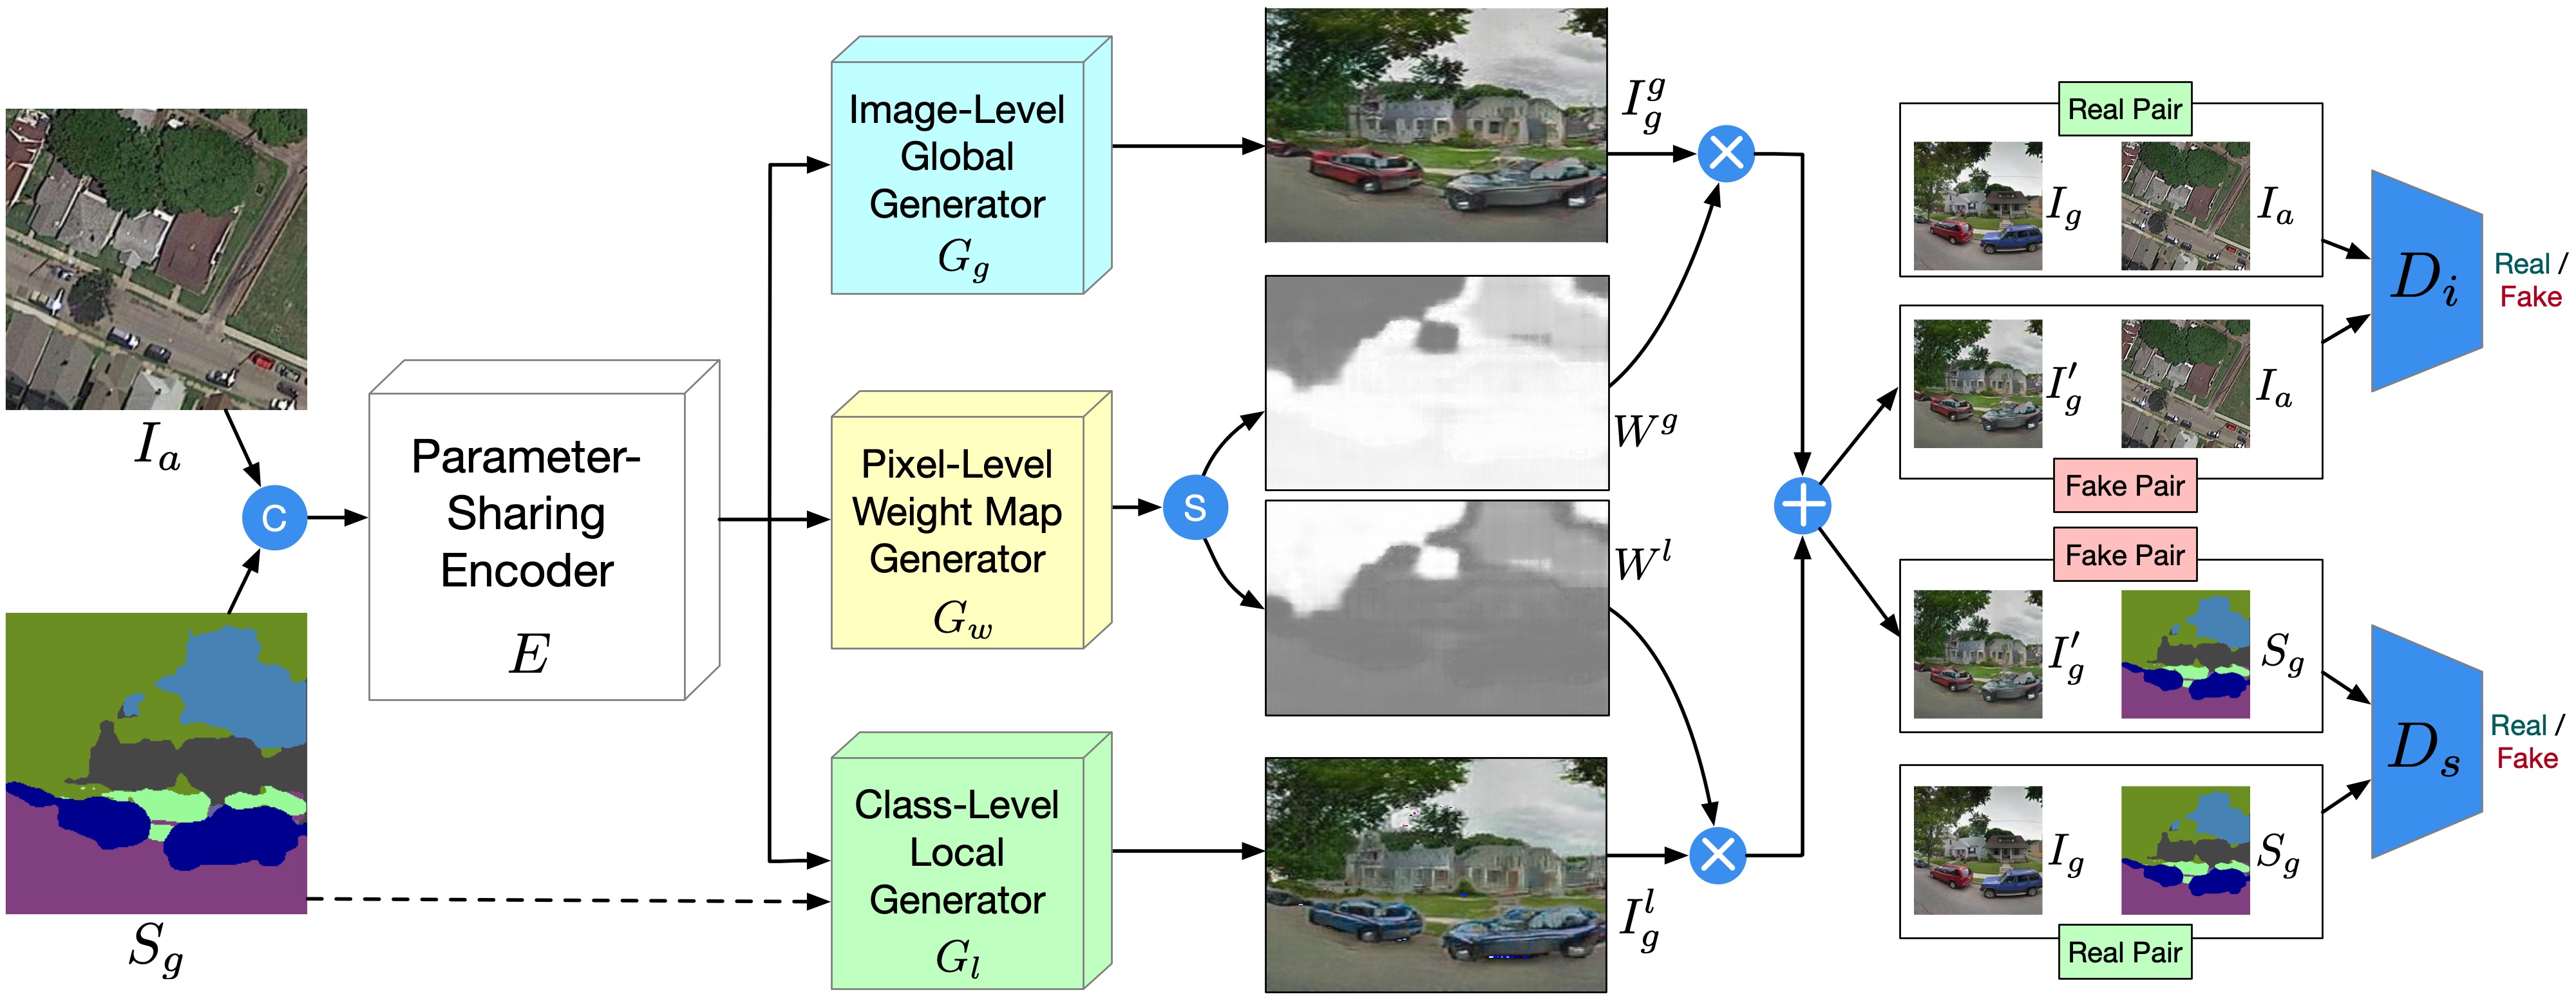 I_a
S_g
C
Parameter-
Sharing
Encoder
E
Image-Level
Global
Generator
G_g
Pixel-Level
Weight Map
Generator
G_w
Class-Level
Local
Generator
G_l
S
I_g^g
W^g
W^l
I_g^l
Real Pair
I_g
I_a
I'_g
I_a
Fake Pair
Fake Pair
I'_g
S_g
I_g
S_g
Real Pair
D_i
Real /
Fake
D_s
Real /
Fake